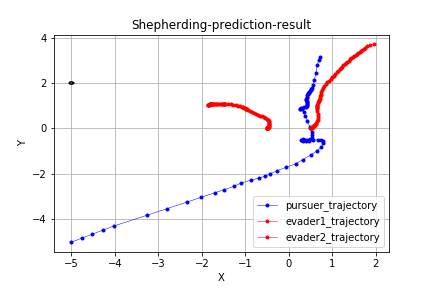 Shepherding-prediction-result
4
2
0
−2
−4
Y
−5
−4
−3
−2
−1
0
1
2
X
pursuer_trajectory
evader1_trajectory
evader2_trajectory